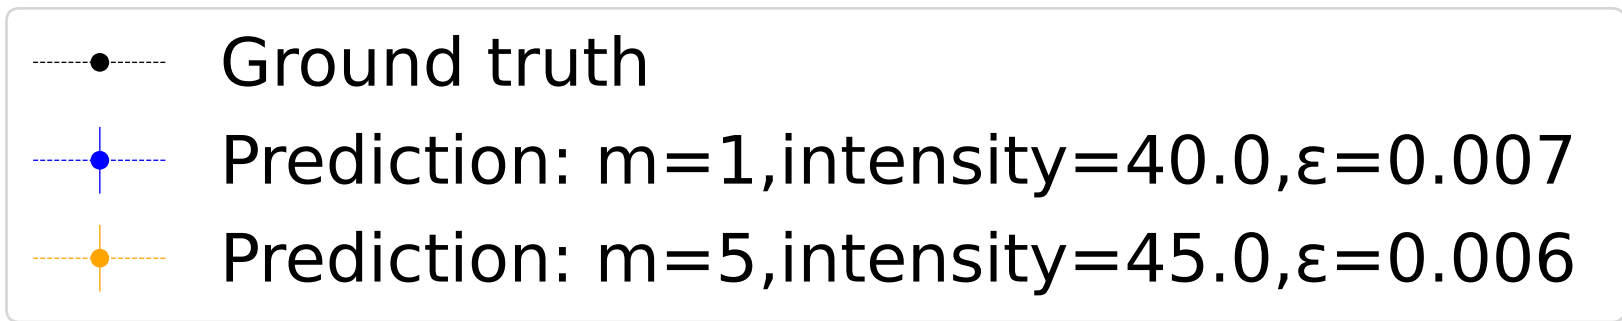 Ground truth
Prediction: m=1,intensity=40.0,ε=0.007
Prediction: m=5,intensity=45.0,ε=0.006